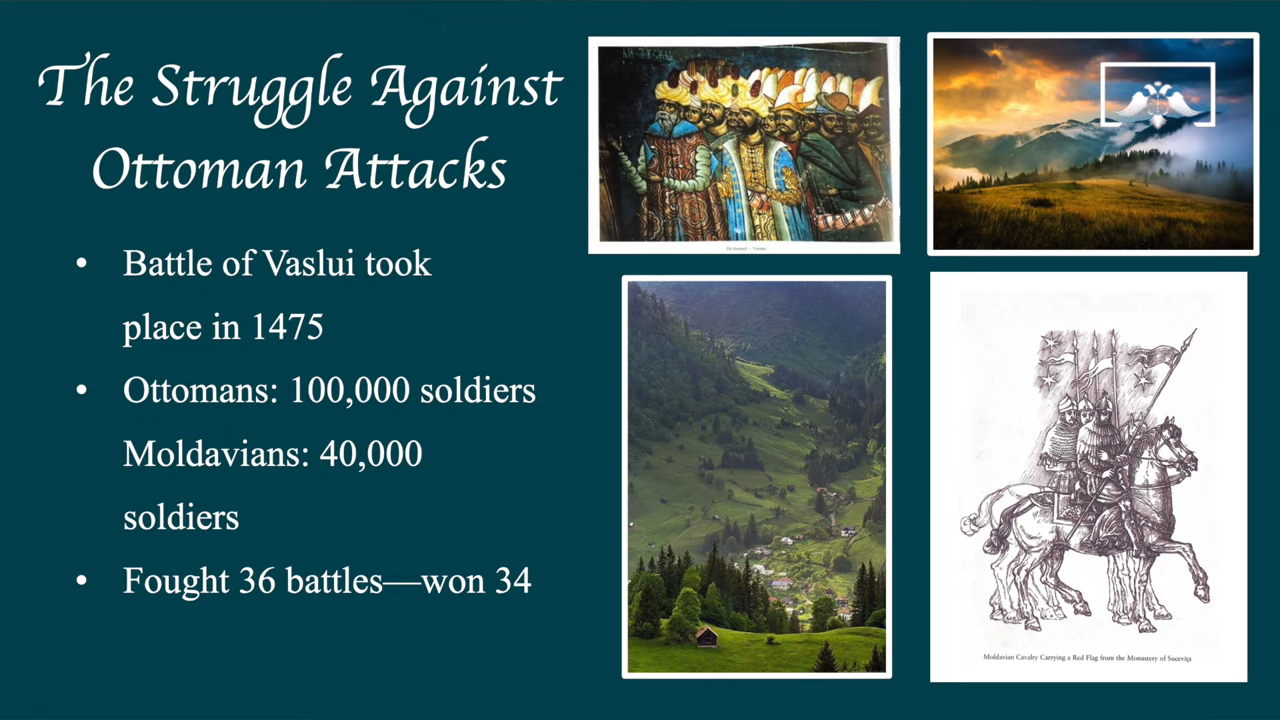 The Struggle Against
Ottoman Attacks
• Battle of Vaslui took
place in 1475
• Ottomans: 100,000 soldiers
Moldavians: 40,000
soldiers
• Fought 36 battles—won 34
Moldavian Cavalry Carrying a Red Flag from the Monastery of Sucevița